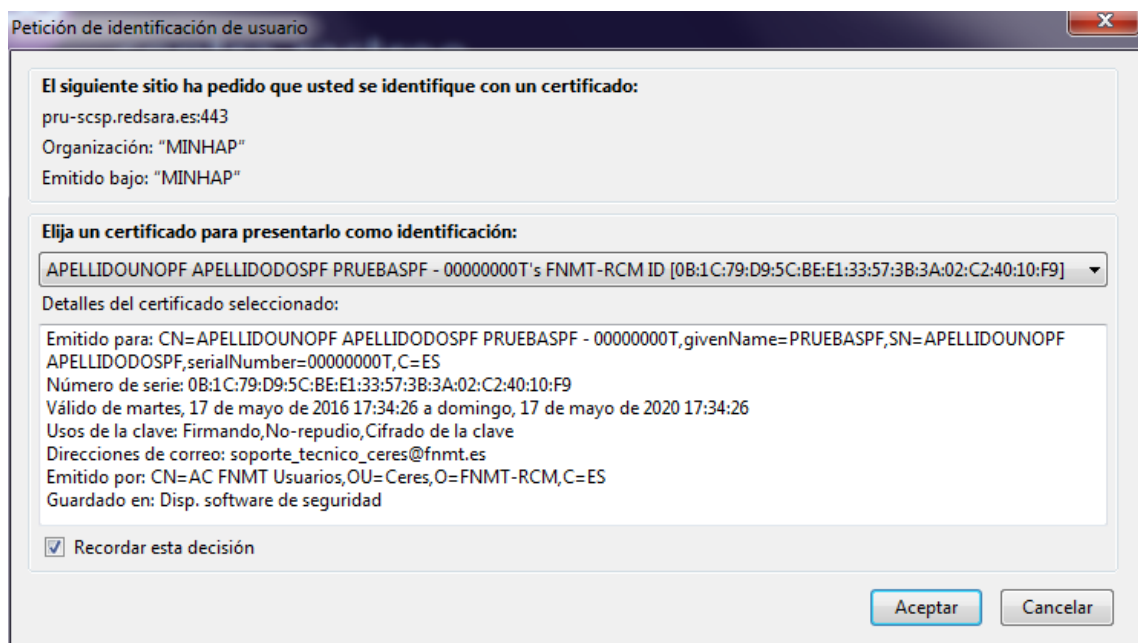 Petición de identificación de usuario
El siguiente sitio ha pedido que usted se identifique con un certificado:
pru-scsp.redsara.es:443
Organización: "MINHAP"
Emitido bajo: "MINHAP"
Elija un certificado para presentarlo como identificación:
APELLIDOUNOPF APELLIDODOSPF PRUEBASPF - 00000000T's FNMT-RCM ID [0B:1C:79:D9:5C:BE:E1:33:57:3B:3A:02:C2:40:10:F9]
Detalles del certificado seleccionado:
Emitido para: CN=APELLIDOUNOPF APELLIDODOSPF PRUEBASPF - 00000000T,givenName=PRUEBASPF,SN=APELLIDOUNOPF
APELLIDODOSPF,serialNumber=00000000T,C=ES
Número de serie: 0B:1C:79:D9:5C:BE:E1:33:57:3B:3A:02:C2:40:10:F9
Válido de martes, 17 de mayo de 2016 17:34:26 a domingo, 17 de mayo de 2020 17:34:26
Usos de la clave: Firmando,No-repudio,Cifrado de la clave
Direcciones de correo: soporte_tecnico_ceres@fnmt.es
Emitido por: CN=AC FNMT Usuarios,OU=Ceres,O=FNMT-RCM,C=ES
Guardado en: Disp. software de seguridad
Recordar esta decisión
Aceptar
Cancelar